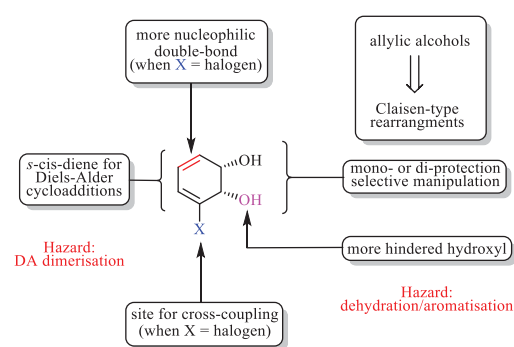 more nucleophilic
double-bond
(when X = halogen)
allylic alcohols
Claisen-type
rearrangments
s-cis-diene for
Diels-Alder
cycloadditions
OH
OH
X
mono- or di-protection
selective manipulation
Hazard:
DA dimerisation
more hindered hydroxyl
Hazard:
dehydration/aromatisation
site for cross-coupling
(when X = halogen)